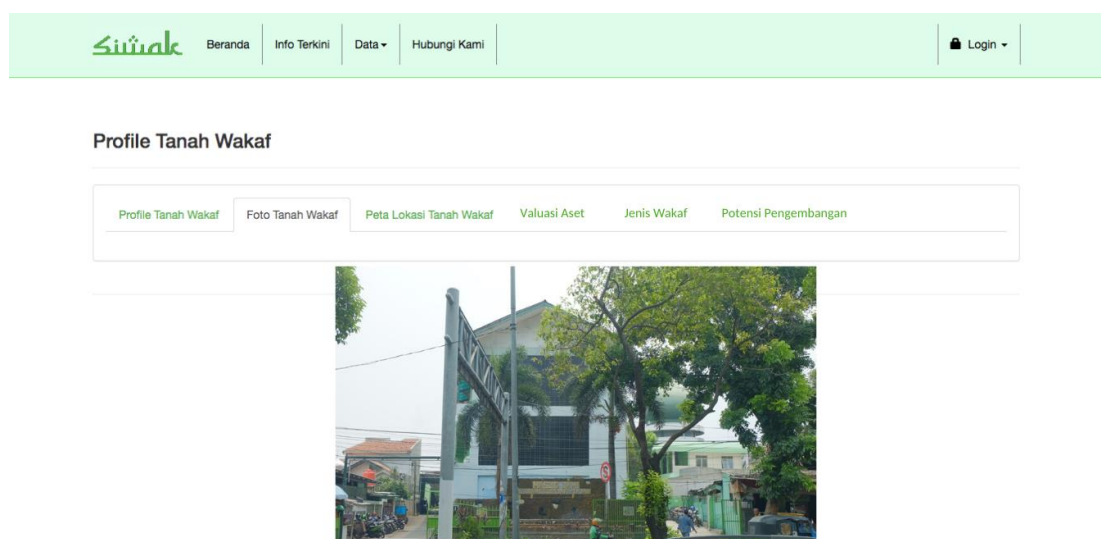 Siwak
Beranda Info Terkini Data Hubungi Kami Login
Profile Tanah Wakaf
Profile Tanah Wakaf Foto Tanah Wakaf Peta Lokasi Tanah Wakaf Valuasi Aset Jenis Wakaf Potensi Pengembangan